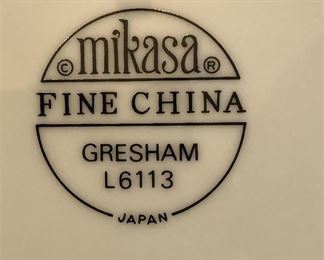 © mikasa ®
FINE CHINA
GRESHAM
L6113
JAPAN